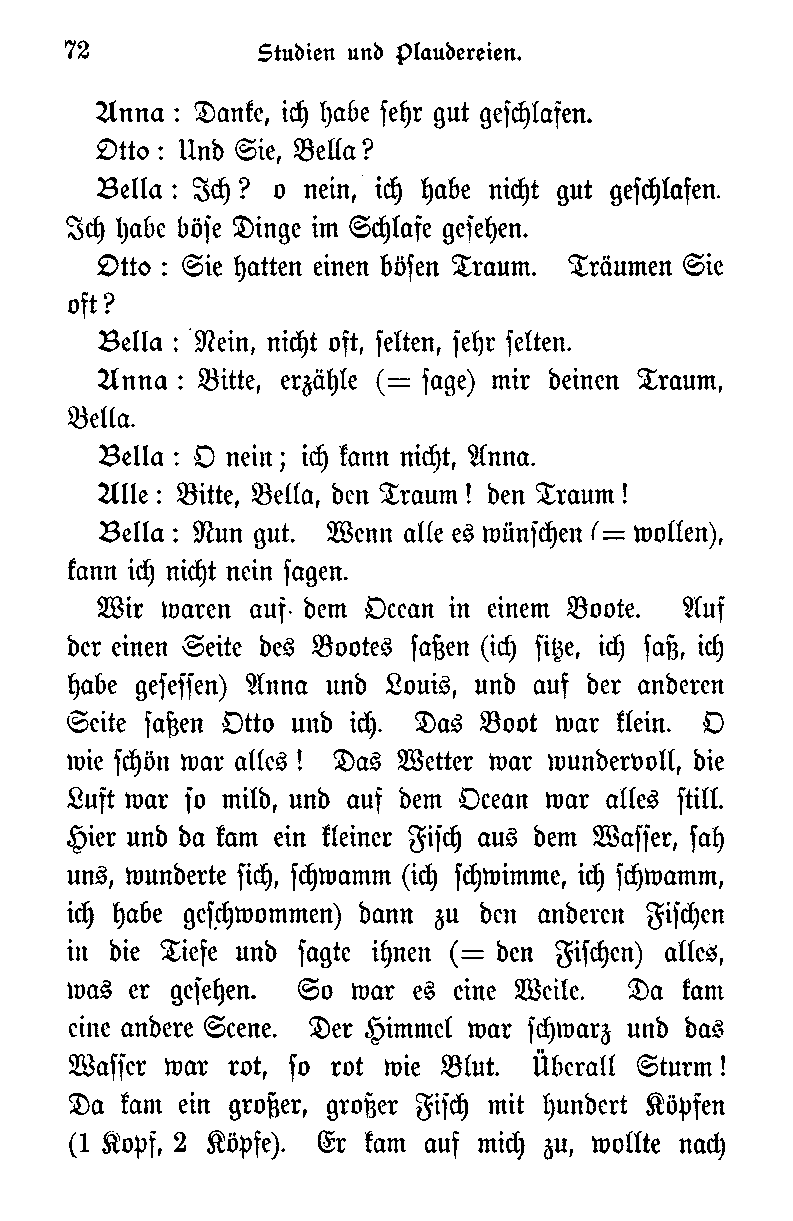 72 Studien und Plaudereien.
Anna : Danke, ich habe sehr gut geschlafen.
Otto : Und Sie, Bella?
Bella : Ich? o nein, ich habe nicht gut geschlafen.
Ich habe böse Dinge im Schlafe gesehen.
Otto : Sie hatten einen bösen Traum. Träumen Sie
oft?
Bella : Nein, nicht oft, selten, sehr selten.
Anna : Bitte, erzähle (= sage) mir deinen Traum,
Bella.
Bella : O nein; ich kann nicht, Anna.
Alle : Bitte, Bella, den Traum! den Traum!
Bella : Nun gut. Wenn alle es wünschen (= wollen),
kann ich nicht nein sagen.
Wir waren auf dem Ocean in einem Boote. Auf
der einen Seite des Bootes saßen (ich sitze, ich saß, ich
habe gesessen) Anna und Louis, und auf der anderen
Seite saßen Otto und ich. Das Boot war klein. O
wie schön war alles! Das Wetter war wundervoll, die
Luft war so mild, und auf dem Ocean war alles still.
Hier und da kam ein kleiner Fisch aus dem Wasser, sah
uns, wunderte sich, schwamm (ich schwimme, ich schwamm,
ich habe geschwommen) dann zu den anderen Fischen
in die Tiefe und sagte ihnen (= den Fischen) alles,
was er gesehen. So war es eine Weile. Da kam
eine andere Scene. Der Himmel war schwarz und das
Wasser war rot, so rot wie Blut. Überall Sturm!
Da kam ein großer, großer Fisch mit hundert Köpfen
(1 Kopf, 2 Köpfe). Er kam auf mich zu, wollte nach